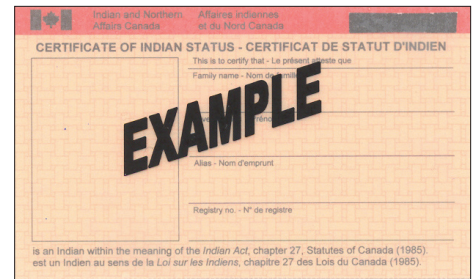 Indian and Northern Affaires indiennes
Affairs Canada et du Nord Canada
CERTIFICATE OF INDIAN STATUS - CERTIFICAT DE STATUT D'INDIEN
This is to certify that - Le présent atteste que
Family name - Nom de famille
EXAMPLE
Alias - Nom d'emprunt
Registry no. - N° de registre
is an Indian within the meaning of the Indian Act, chapter 27, Statutes of Canada (1985).
est un Indien au sens de la Loi sur les Indiens, chapitre 27 des Lois du Canada (1985).